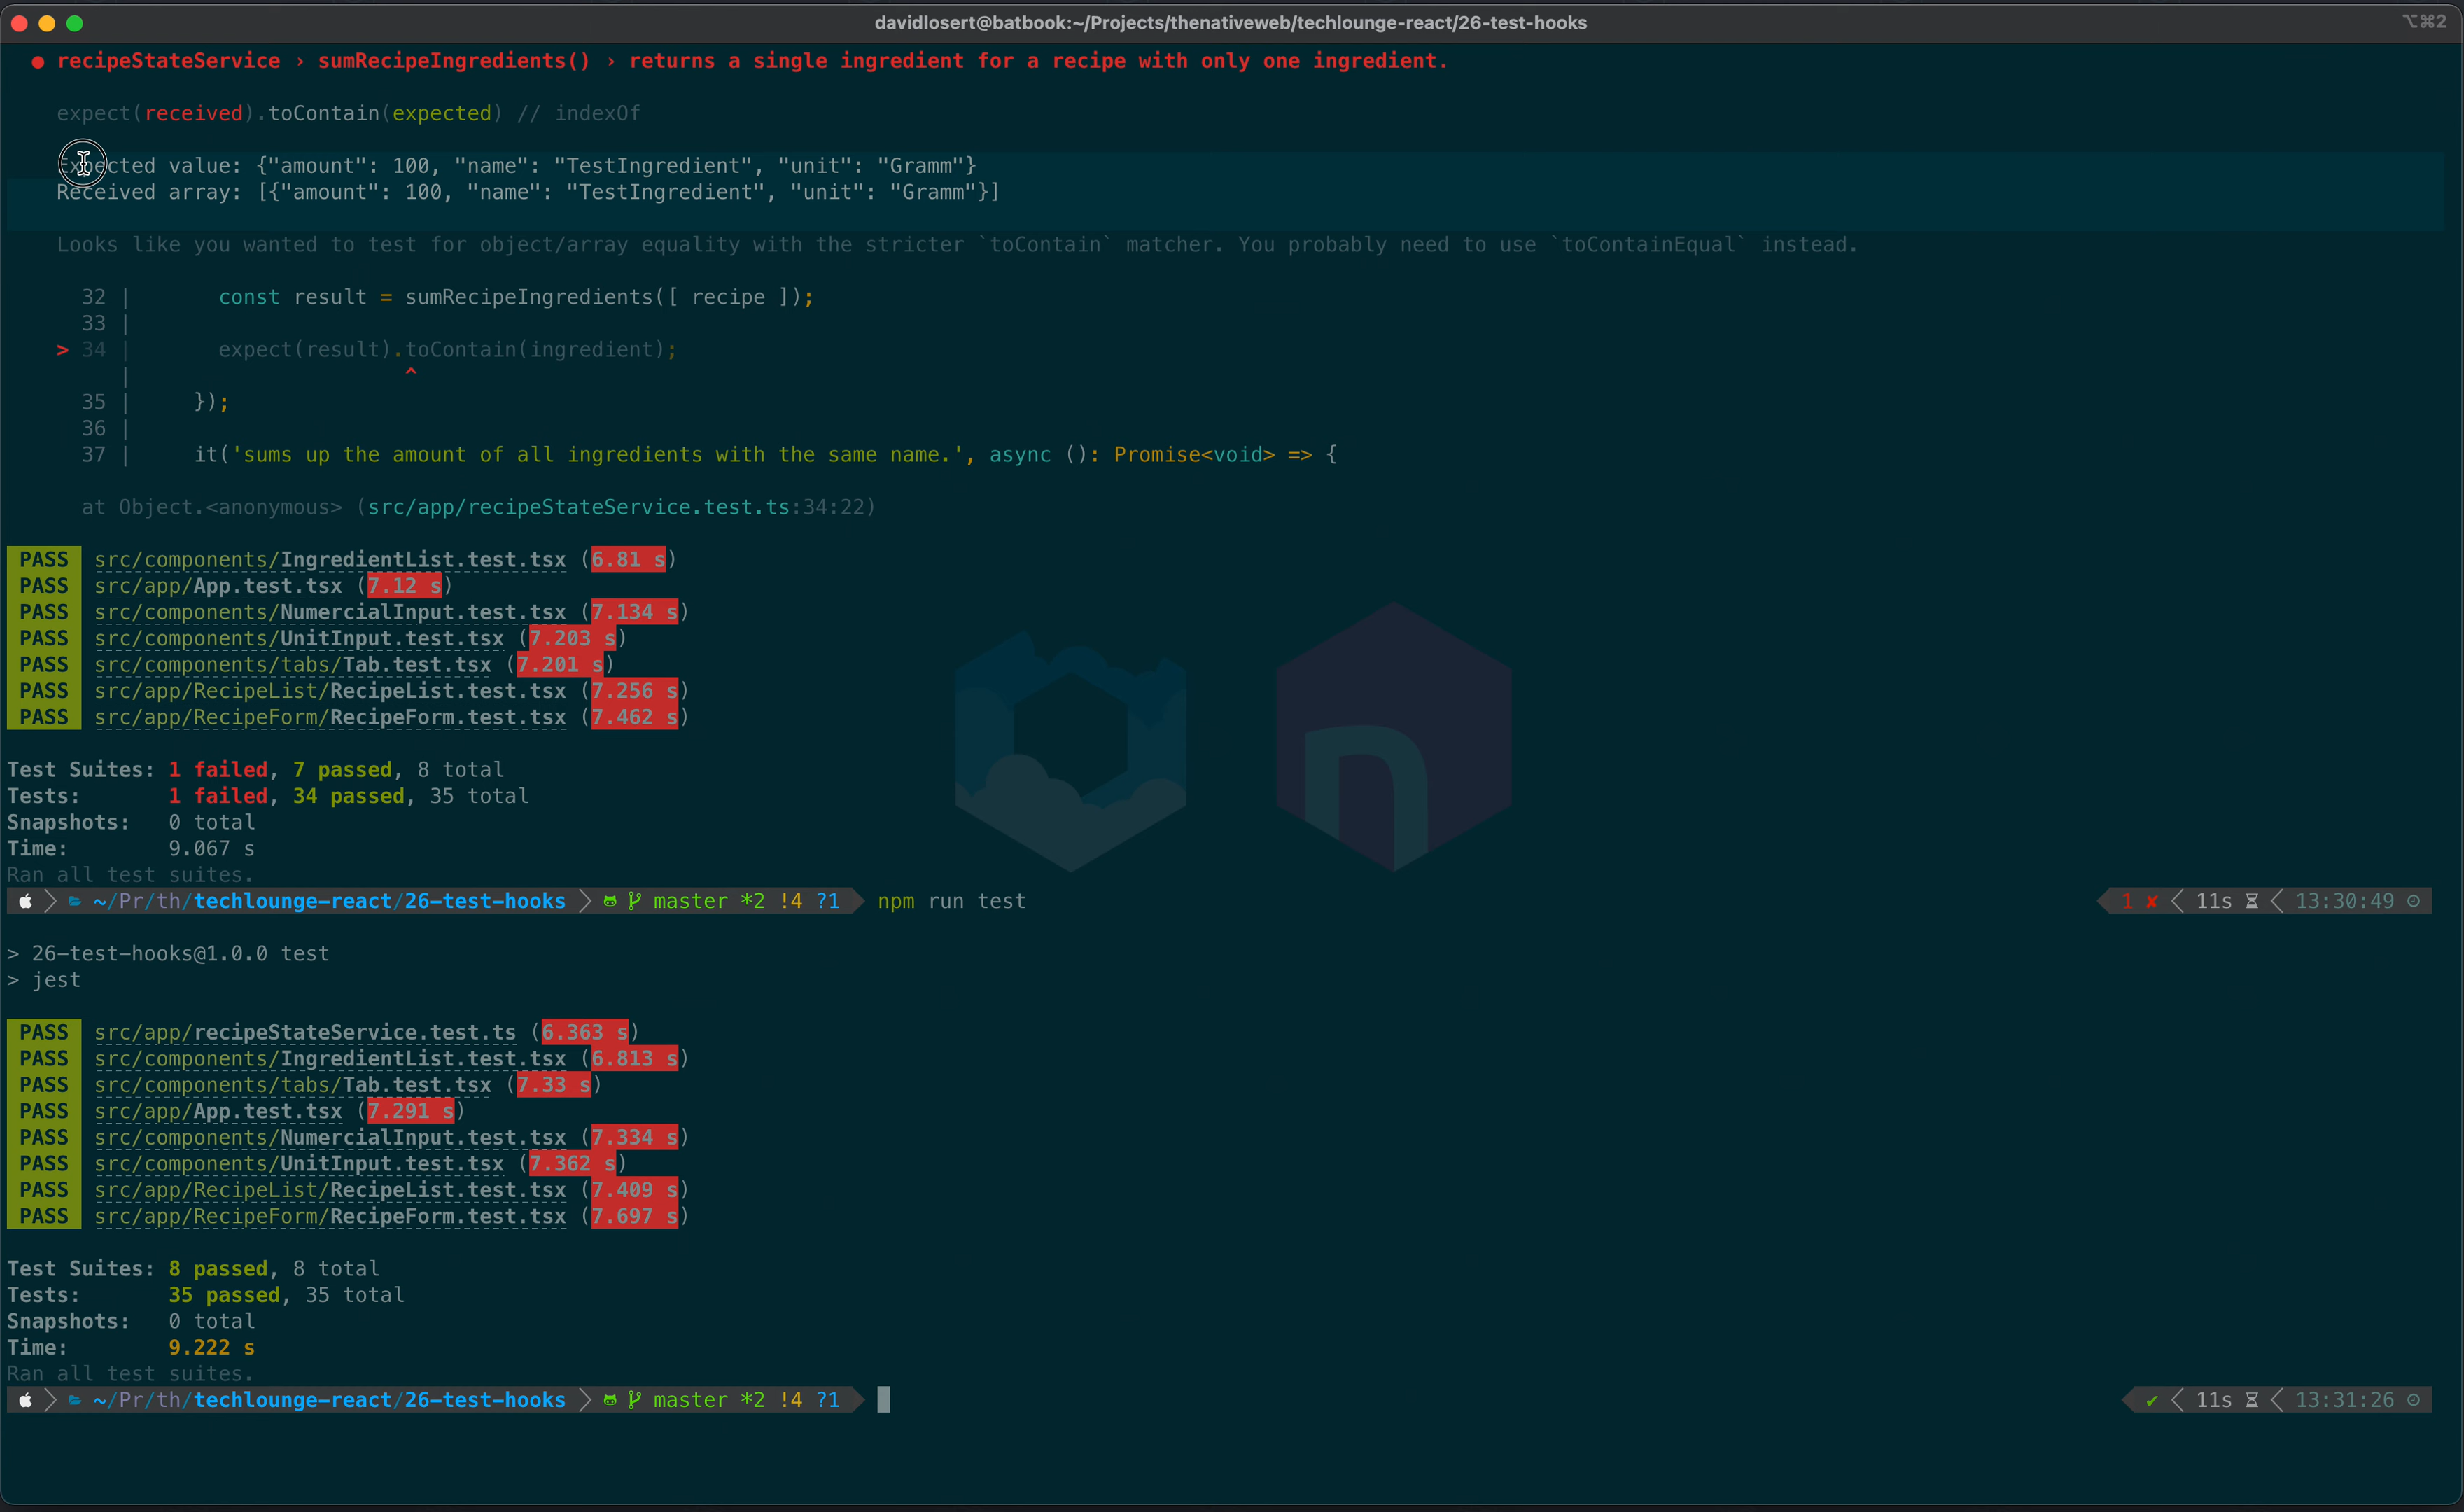 davidlosert@batbook:~/Projects/thenativeweb/techlounge-react/26-test-hooks ⌥⌘2
● recipeStateService › sumRecipeIngredients() › returns a single ingredient for a recipe with only one ingredient.
expect(received).toContain(expected) // indexOf
Expected value: {"amount": 100, "name": "TestIngredient", "unit": "Gramm"}
Received array: [{"amount": 100, "name": "TestIngredient", "unit": "Gramm"}]
Looks like you wanted to test for object/array equality with the stricter `toContain` matcher. You probably need to use `toContainEqual` instead.
32 | const result = sumRecipeIngredients([ recipe ]);
33 |
> 34 | expect(result).toContain(ingredient);
| ^
35 | });
36 |
37 | it('sums up the amount of all ingredients with the same name.', async (): Promise<void> => {
at Object.<anonymous> (src/app/recipeStateService.test.ts:34:22)
PASS src/components/IngredientList.test.tsx (6.81 s)
PASS src/app/App.test.tsx (7.12 s)
PASS src/components/NumercialInput.test.tsx (7.134 s)
PASS src/components/UnitInput.test.tsx (7.203 s)
PASS src/components/tabs/Tab.test.tsx (7.201 s)
PASS src/app/RecipeList/RecipeList.test.tsx (7.256 s)
PASS src/app/RecipeForm/RecipeForm.test.tsx (7.462 s)
Test Suites: 1 failed, 7 passed, 8 total
Tests: 1 failed, 34 passed, 35 total
Snapshots: 0 total
Time: 9.067 s
Ran all test suites.
~/Pr/th/techlounge-react/26-test-hooks master *2 !4 ?1 npm run test 1 ✘ 11s 13:30:49
> 26-test-hooks@1.0.0 test
> jest
PASS src/app/recipeStateService.test.ts (6.363 s)
PASS src/components/IngredientList.test.tsx (6.813 s)
PASS src/components/tabs/Tab.test.tsx (7.33 s)
PASS src/app/App.test.tsx (7.291 s)
PASS src/components/NumercialInput.test.tsx (7.334 s)
PASS src/components/UnitInput.test.tsx (7.362 s)
PASS src/app/RecipeList/RecipeList.test.tsx (7.409 s)
PASS src/app/RecipeForm/RecipeForm.test.tsx (7.697 s)
Test Suites: 8 passed, 8 total
Tests: 35 passed, 35 total
Snapshots: 0 total
Time: 9.222 s
Ran all test suites.
~/Pr/th/techlounge-react/26-test-hooks master *2 !4 ?1 ✔ 11s 13:31:26